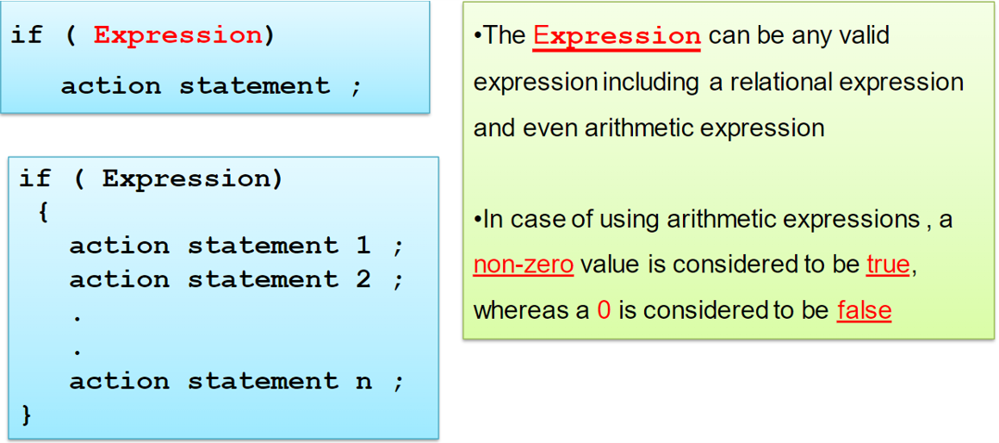 if ( Expression)
action statement ;
if ( Expression)
{
action statement 1 ;
action statement 2 ;
.
.
action statement n ;
}
•The Expression can be any valid
expression including a relational expression
and even arithmetic expression
•In case of using arithmetic expressions , a
non-zero value is considered to be true,
whereas a 0 is considered to be false